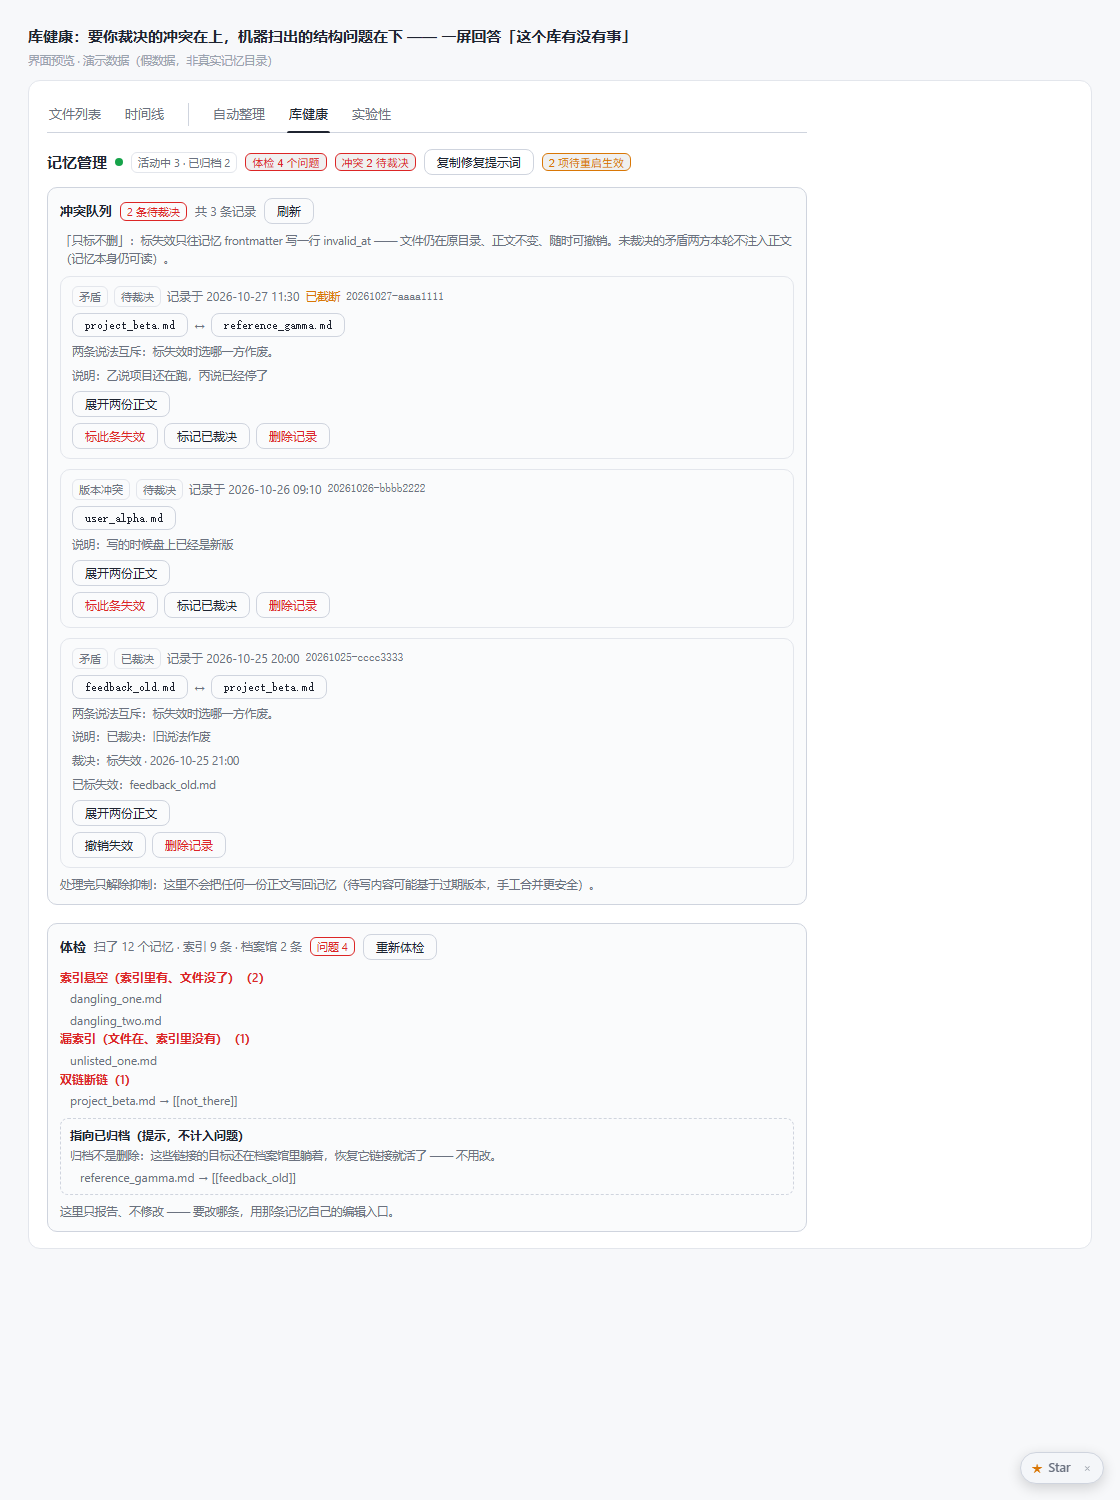 库健康：要你裁决的冲突在上，机器扫出的结构问题在下 —— 一屏回答「这个库有没有事」
界面预览 · 演示数据（假数据，非真实记忆目录）
文件列表 时间线 自动整理 库健康 实验性
记忆管理 活动中 3 · 已归档 2 体检 4 个问题 冲突 2 待裁决 复制修复提示词 2 项待重启生效
冲突队列 2 条待裁决 共 3 条记录 刷新
「只标不删」：标失效只往记忆 frontmatter 写一行 invalid_at —— 文件仍在原目录、正文不变、随时可撤销。未裁决的矛盾两方本轮不注入正文
（记忆本身仍可读）。
矛盾 待裁决 记录于 2026-10-27 11:30 已截断 20261027-aaaa1111
project_beta.md ↔ reference_gamma.md
两条说法互斥：标失效时选哪一方作废。
说明：乙说项目还在跑，丙说已经停了
展开两份正文
标此条失效 标记已裁决 删除记录
版本冲突 待裁决 记录于 2026-10-26 09:10 20261026-bbbb2222
user_alpha.md
说明：写的时候盘上已经是新版
展开两份正文
标此条失效 标记已裁决 删除记录
矛盾 已裁决 记录于 2026-10-25 20:00 20261025-cccc3333
feedback_old.md ↔ project_beta.md
两条说法互斥：标失效时选哪一方作废。
说明：已裁决：旧说法作废
裁决：标失效 · 2026-10-25 21:00
已标失效：feedback_old.md
展开两份正文
撤销失效 删除记录
处理完只解除抑制：这里不会把任何一份正文写回记忆（待写内容可能基于过期版本，手工合并更安全）。
体检 扫了 12 个记忆 · 索引 9 条 · 档案馆 2 条 问题 4 重新体检
索引悬空（索引里有、文件没了）（2）
dangling_one.md
dangling_two.md
漏索引（文件在、索引里没有）（1）
unlisted_one.md
双链断链（1）
project_beta.md → [[not_there]]
指向已归档（提示，不计入问题）
归档不是删除：这些链接的目标还在档案馆里躺着，恢复它链接就活了 —— 不用改。
reference_gamma.md → [[feedback_old]]
这里只报告、不修改 —— 要改哪条，用那条记忆自己的编辑入口。
★ Star ×